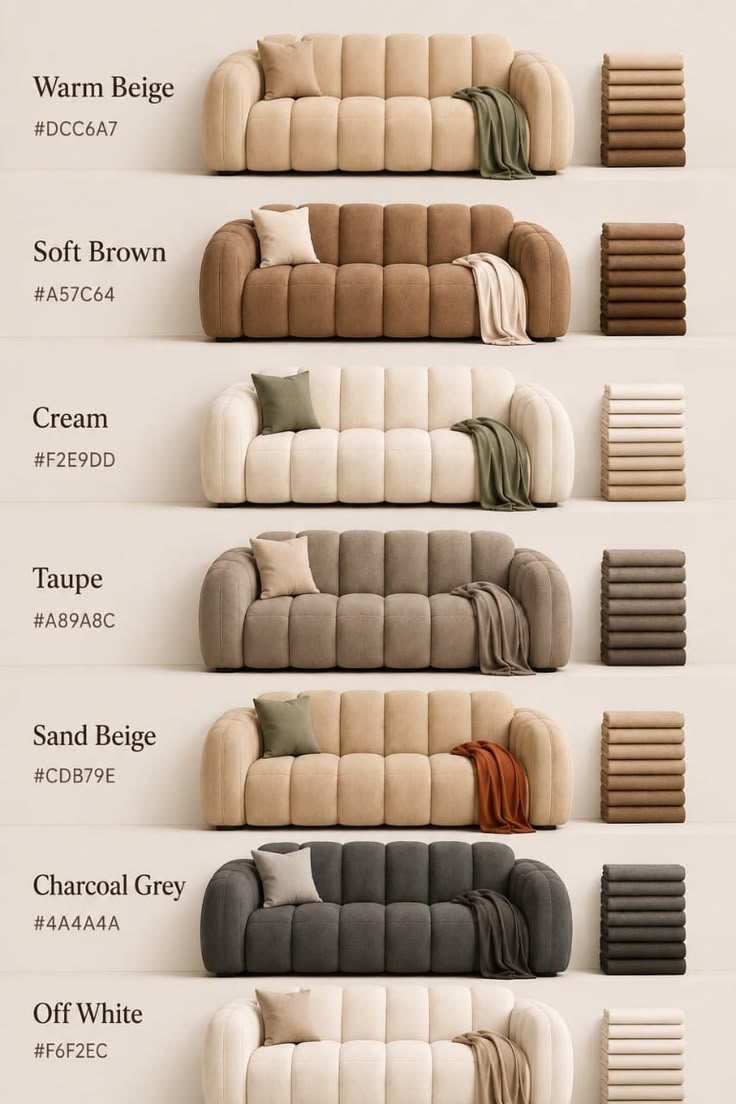 Warm Beige
#DCC6A7
Soft Brown
#A57C64
Cream
#F2E9DD
Taupe
#A89A8C
Sand Beige
#CDB79E
Charcoal Grey
#4A4A4A
Off White
#F6F2EC